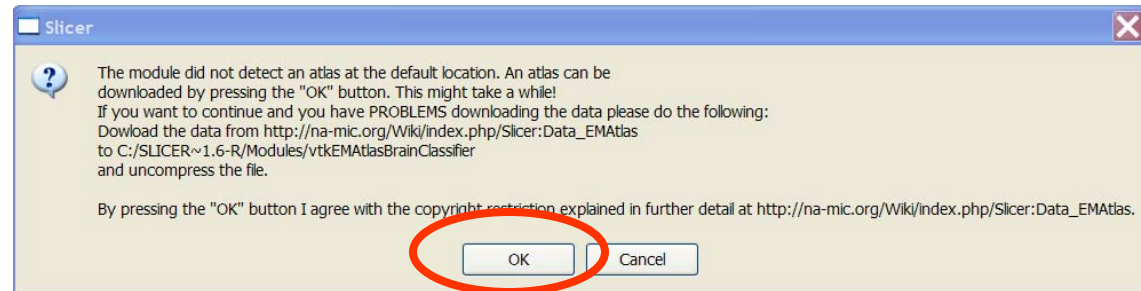 Slicer
The module did not detect an atlas at the default location. An atlas can be
downloaded by pressing the "OK" button. This might take a while!
If you want to continue and you have PROBLEMS downloading the data please do the following:
Dowload the data from http://na-mic.org/Wiki/index.php/Slicer:Data_EMAtlas
to C:/SLICER~1.6-R/Modules/vtkEMAtlasBrainClassifier
and uncompress the file.
By pressing the "OK" button I agree with the copyright restriction explained in further detail at http://na-mic.org/Wiki/index.php/Slicer:Data_EMAtlas.
OK Cancel